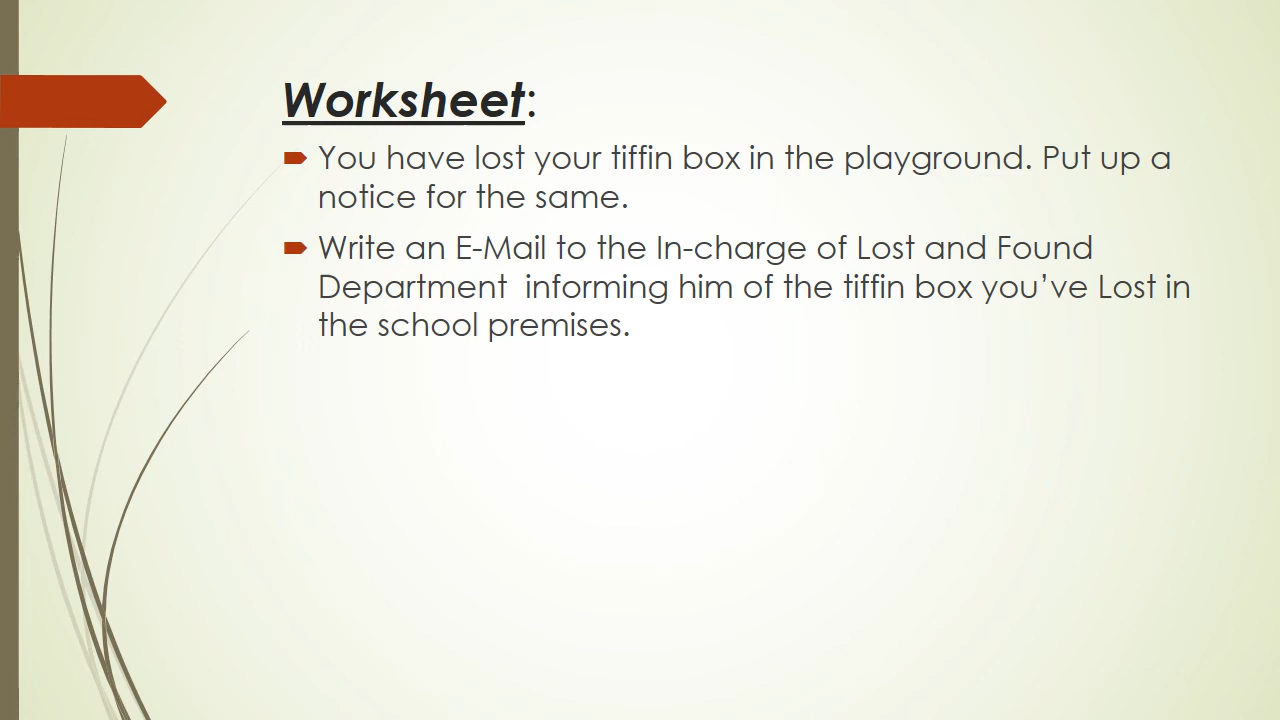 Worksheet:
You have lost your tiffin box in the playground. Put up a
notice for the same.
Write an E-Mail to the In-charge of Lost and Found
Department  informing him of the tiffin box you’ve Lost in
the school premises.